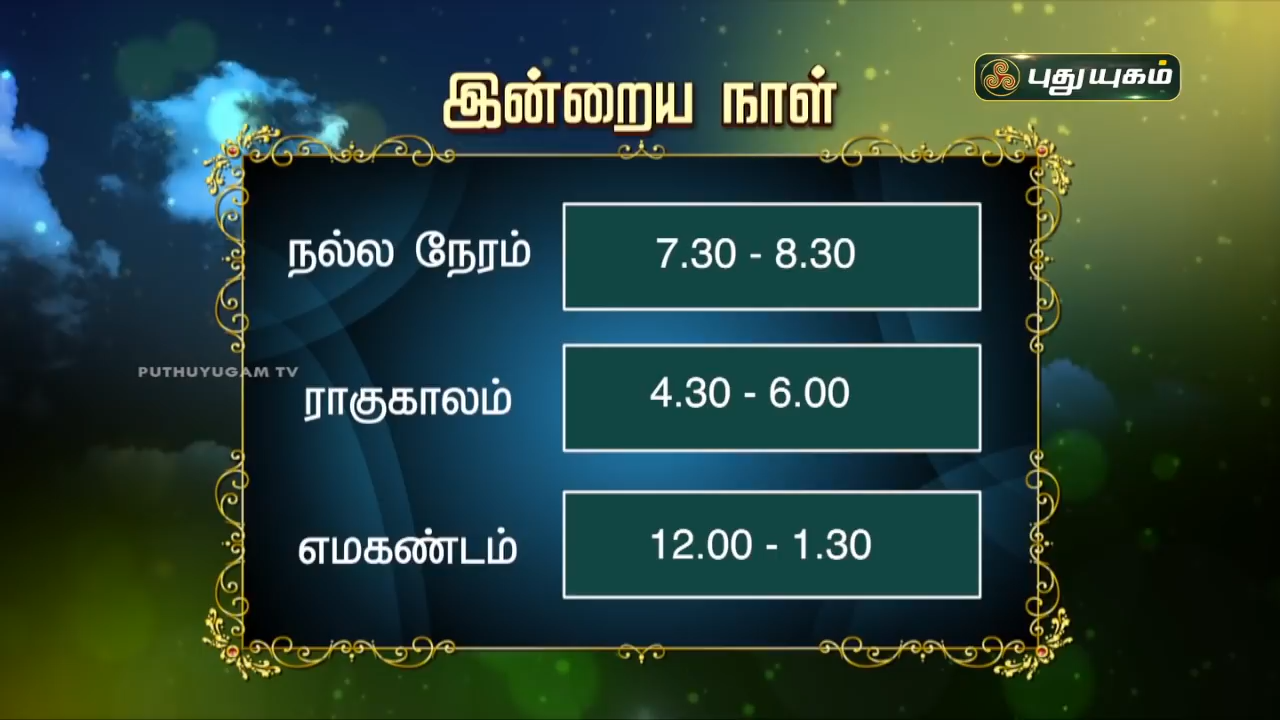 இன்றைய நாள்
புதுயுகம்
நல்ல நேரம் 7.30 - 8.30
PUTHUYUGAM TV
ராகுகாலம் 4.30 - 6.00
எமகண்டம் 12.00 - 1.30